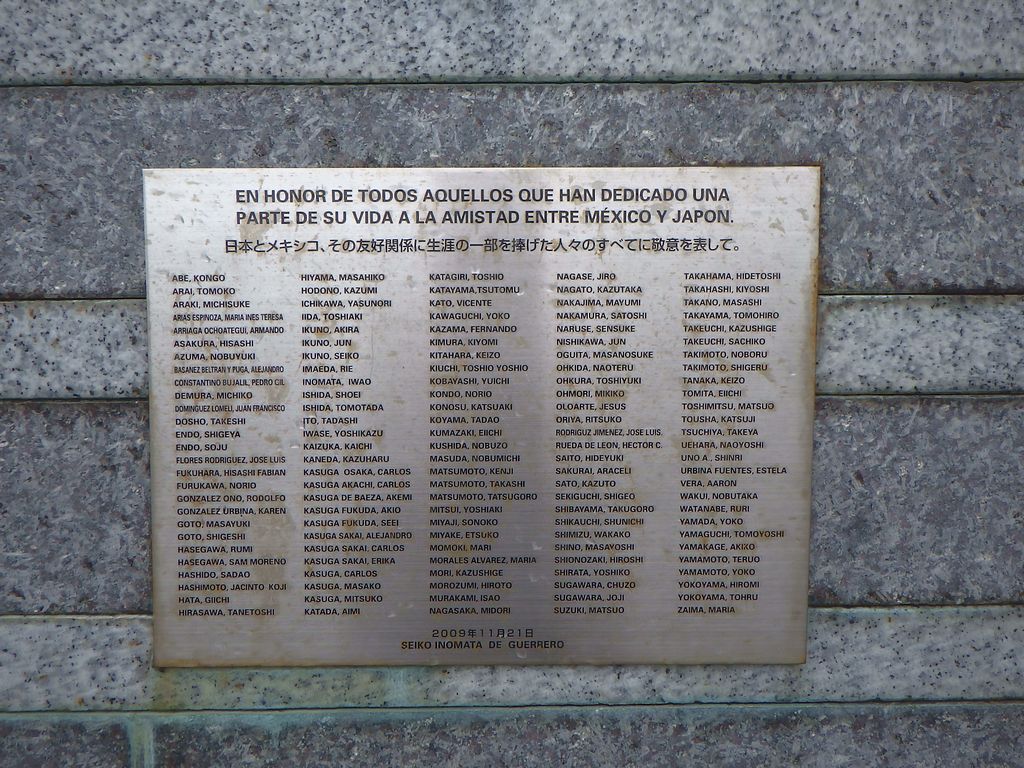 EN HONOR DE TODOS AQUELLOS QUE HAN DEDICADO UNA
PARTE DE SU VIDA A LA AMISTAD ENTRE MÉXICO Y JAPON.
日本とメキシコ、その友好関係に生涯の一部を捧げた人々のすべてに敬意を表して。
ABE, KONGO
ARAI, TOMOKO
ARAKI, MICHISUKE
ARIAS ESPINOZA, MARIA INES TERESA
ARRIAGA OCHOATEGUI, ARMANDO
ASAKURA, HISASHI
AZUMA, NOBUYUKI
BASANEZ BELTRAN Y PUGA, ALEJANDRO
CONSTANTINO BUJALIL, PEDRO GIL
DEMURA, MICHIKO
DOMINGUEZ LOMELI, JUAN FRANCISCO
DOSHO, TAKESHI
ENDO, SHIGEYA
ENDO, SOJU
FLORES RODRIGUEZ, JOSE LUIS
FUKUHARA, HISASHI FABIAN
FURUKAWA, NORIO
GONZALEZ ONO, RODOLFO
GONZALEZ URBINA, KAREN
GOTO, MASAYUKI
GOTO, SHIGESHI
HASEGAWA, RUMI
HASEGAWA, SAM MORENO
HASHIDO, SADAO
HASHIMOTO, JACINTO KOJI
HATA, GIICHI
HIRASAWA, TANETOSHI
HIYAMA, MASAHIKO
HODONO, KAZUMI
ICHIKAWA, YASUNORI
IIDA, TOSHIAKI
IKUNO, AKIRA
IKUNO, JUN
IKUNO, SEIKO
IMAEDA, RIE
INOMATA, IWAO
ISHIDA, SHOEI
ISHIDA, TOMOTADA
ITO, TADASHI
IWASE, YOSHIKAZU
KAIZUKA, KAICHI
KANEDA, KAZUHARU
KASUGA OSAKA, CARLOS
KASUGA AKACHI, CARLOS
KASUGA DE BAEZA, AKEMI
KASUGA FUKUDA, AKIO
KASUGA FUKUDA, SEEI
KASUGA SAKAI, ALEJANDRO
KASUGA SAKAI, CARLOS
KASUGA SAKAI, ERIKA
KASUGA, CARLOS
KASUGA, MASAKO
KASUGA, MITSUKO
KATADA, AIMI
KATAGIRI, TOSHIO
KATAYAMA,TSUTOMU
KATO, VICENTE
KAWAGUCHI, YOKO
KAZAMA, FERNANDO
KIMURA, KIYOMI
KITAHARA, KEIZO
KIUCHI, TOSHIO YOSHIO
KOBAYASHI, YUICHI
KONDO, NORIO
KONOSU, KATSUAKI
KOYAMA, TADAO
KUMAZAKI, EIICHI
KUSHIDA, NOBUZO
MASUDA, NOBUMICHI
MATSUMOTO, KENJI
MATSUMOTO, TAKASHI
MATSUMOTO, TATSUGORO
MITSUI, YOSHIAKI
MIYAJI, SONOKO
MIYAKE, ETSUKO
MOMOKI, MARI
MORALES ALVAREZ, MARIA
MORI, KAZUSHIGE
MOROZUMI, HIROTO
MURAKAMI, ISAO
NAGASAKA, MIDORI
NAGASE, JIRO
NAGATO, KAZUTAKA
NAKAJIMA, MAYUMI
NAKAMURA, SATOSHI
NARUSE, SENSUKE
NISHIKAWA, JUN
OGUITA, MASANOSUKE
OHKIDA, NAOTERU
OHKURA, TOSHIYUKI
OHMORI, MIKIKO
OLOARTE, JESUS
ORIYA, RITSUKO
RODRIGUZ JIMENEZ, JOSE LUIS.
RUEDA DE LEON, HECTOR C.
SAITO, HIDEYUKI
SAKURAI, ARACELI
SATO, KAZUTO
SEKIGUCHI, SHIGEO
SHIBAYAMA, TAKUGORO
SHIKAUCHI, SHUNICHI
SHIMIZU, WAKAKO
SHINO, MASAYOSHI
SHIONOZAKI, HIROSHI
SHIRATA, YOSHIKO
SUGAWARA, CHUZO
SUGAWARA, JOJI
SUZUKI, MATSUO
TAKAHAMA, HIDETOSHI
TAKAHASHI, KIYOSHI
TAKANO, MASASHI
TAKAYAMA, TOMOHIRO
TAKEUCHI, KAZUSHIGE
TAKEUCHI, SACHIKO
TAKIMOTO, NOBORU
TAKIMOTO, SHIGERU
TANAKA, KEIZO
TOMITA, EIICHI
TOSHIMITSU, MATSUO
TOUSHA, KATSUJI
TSUCHIYA, TAKEYA
UEHARA, NAOYOSHI
UNO A., SHINRI
URBINA FUENTES, ESTELA
VERA, AARON
WAKUI, NOBUTAKA
WATANABE, RURI
YAMADA, YOKO
YAMAGUCHI, TOMOYOSHI
YAMAKAGE, AKIKO
YAMAMOTO, TERUO
YAMAMOTO, YOKO
YOKOYAMA, HIROMI
YOKOYAMA, TOHRU
ZAIMA, MARIA
2009年11月21日
SEIKO INOMATA DE GUERRERO